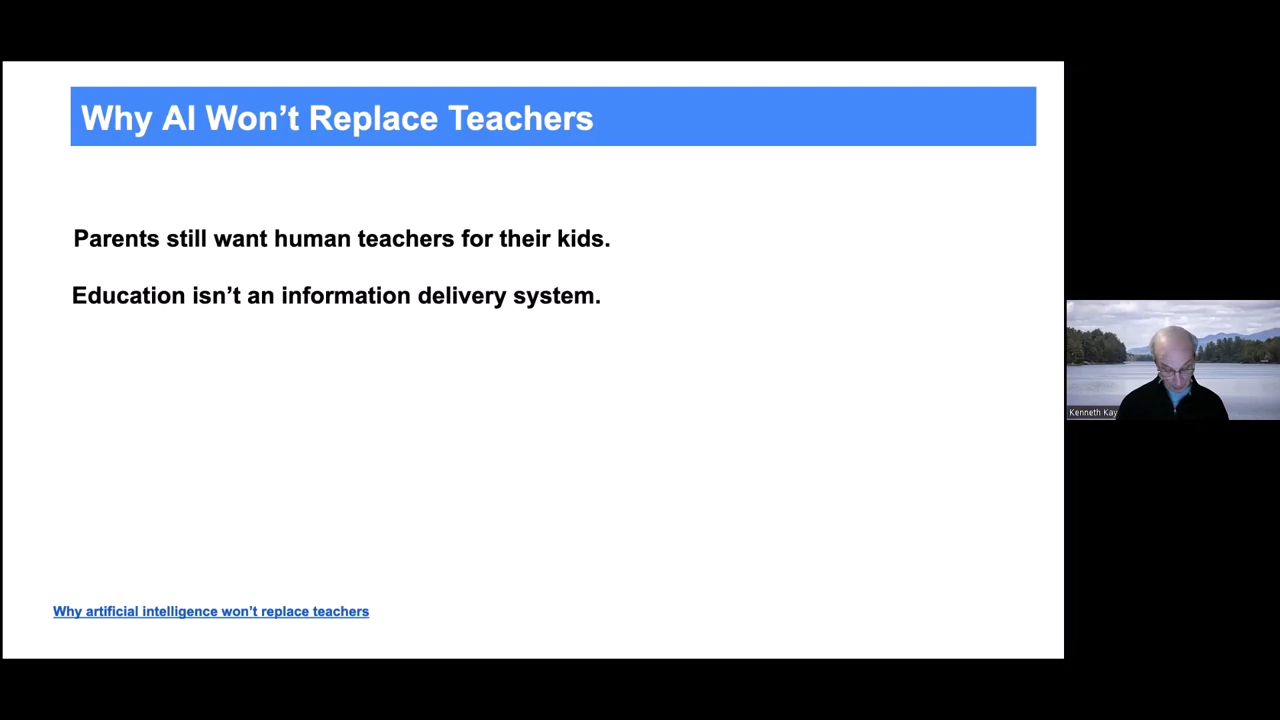 Why AI Won’t Replace Teachers
Parents still want human teachers for their kids.
Education isn’t an information delivery system.
Kenneth Kay
Why artificial intelligence won’t replace teachers